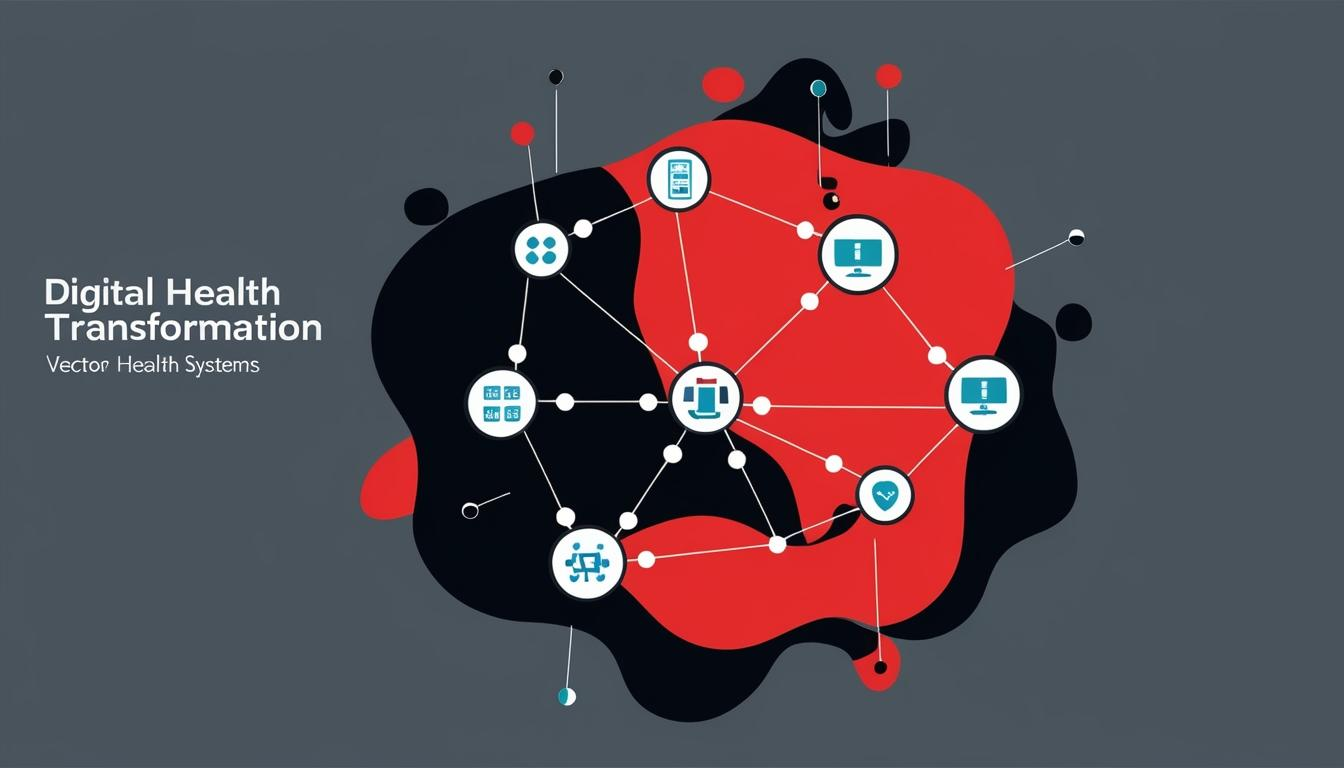 Digital Health
Transformation
Vector Health Systems